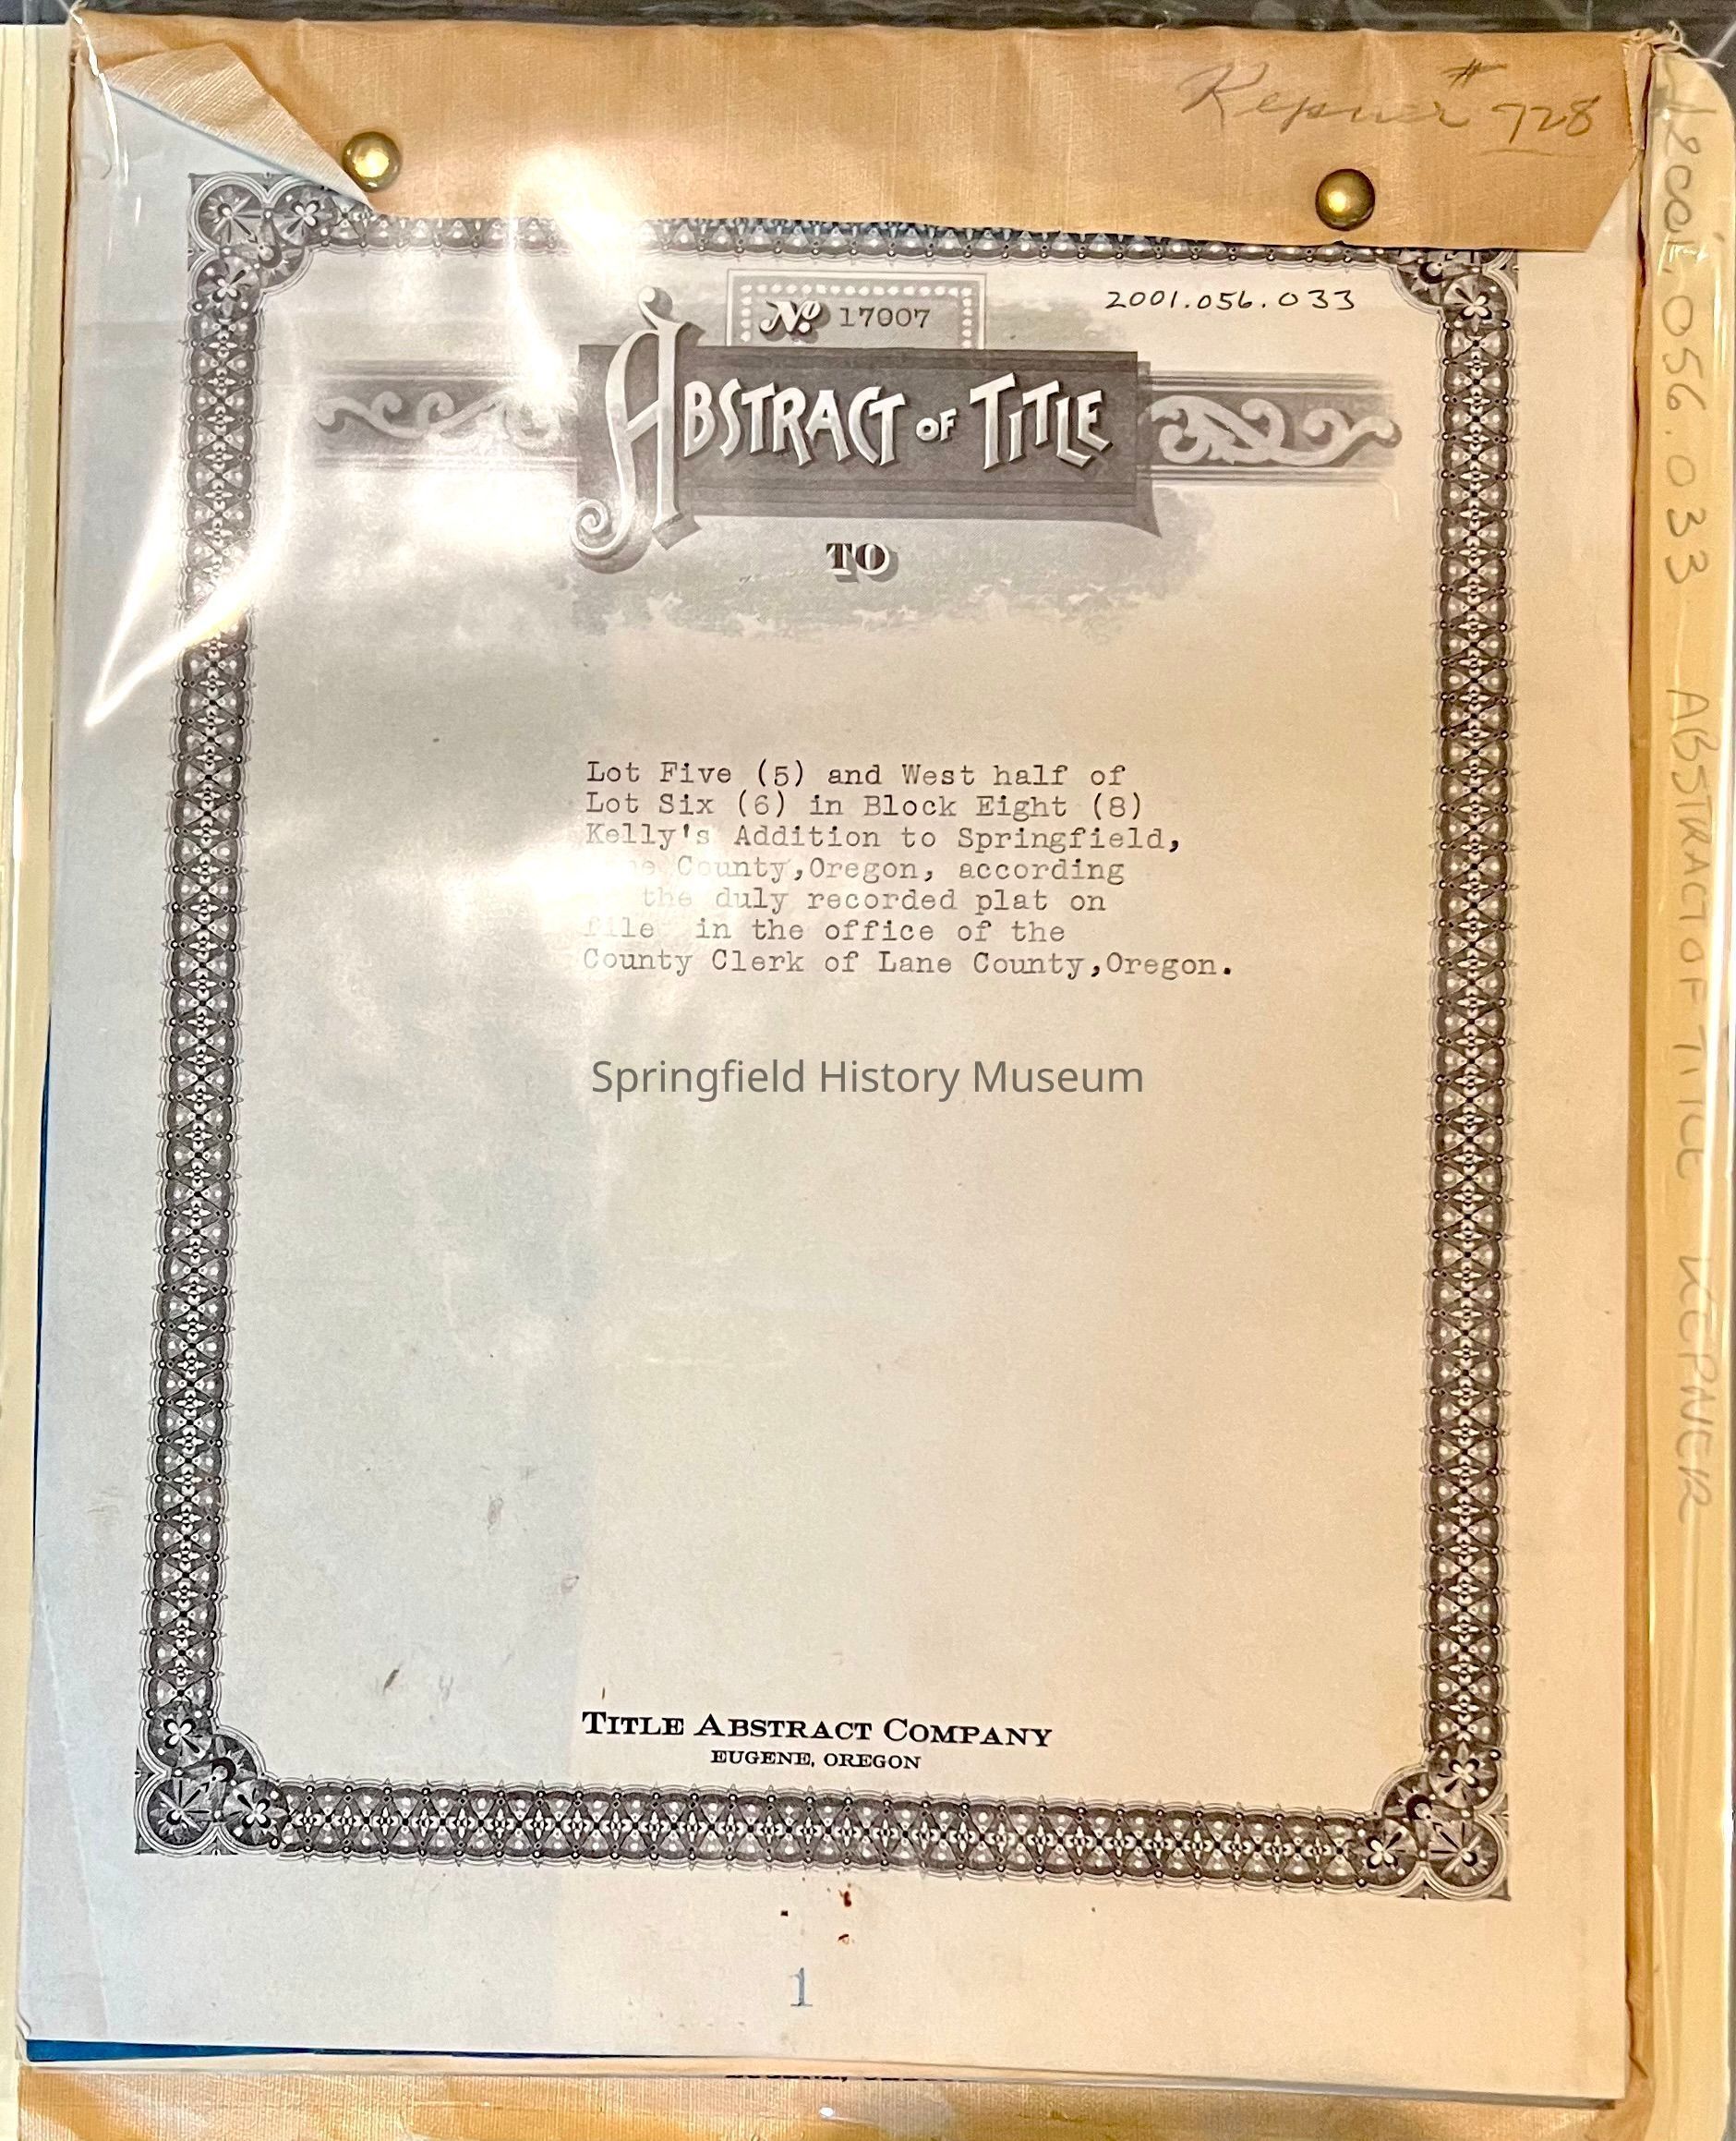 Kepner # 728
2001.056.033
No. 17007
ABSTRACT OF TITLE
TO
Lot Five (5) and West half of
Lot Six (6) in Block Eight (8)
Kelly's Addition to Springfield,
County,Oregon, according
the duly recorded plat on
file in the office of the
County Clerk of Lane County,Oregon.
Springfield History Museum
TITLE ABSTRACT COMPANY
EUGENE, OREGON
1
2001.056.033 ABSTRACT OF TITLE KEPNER